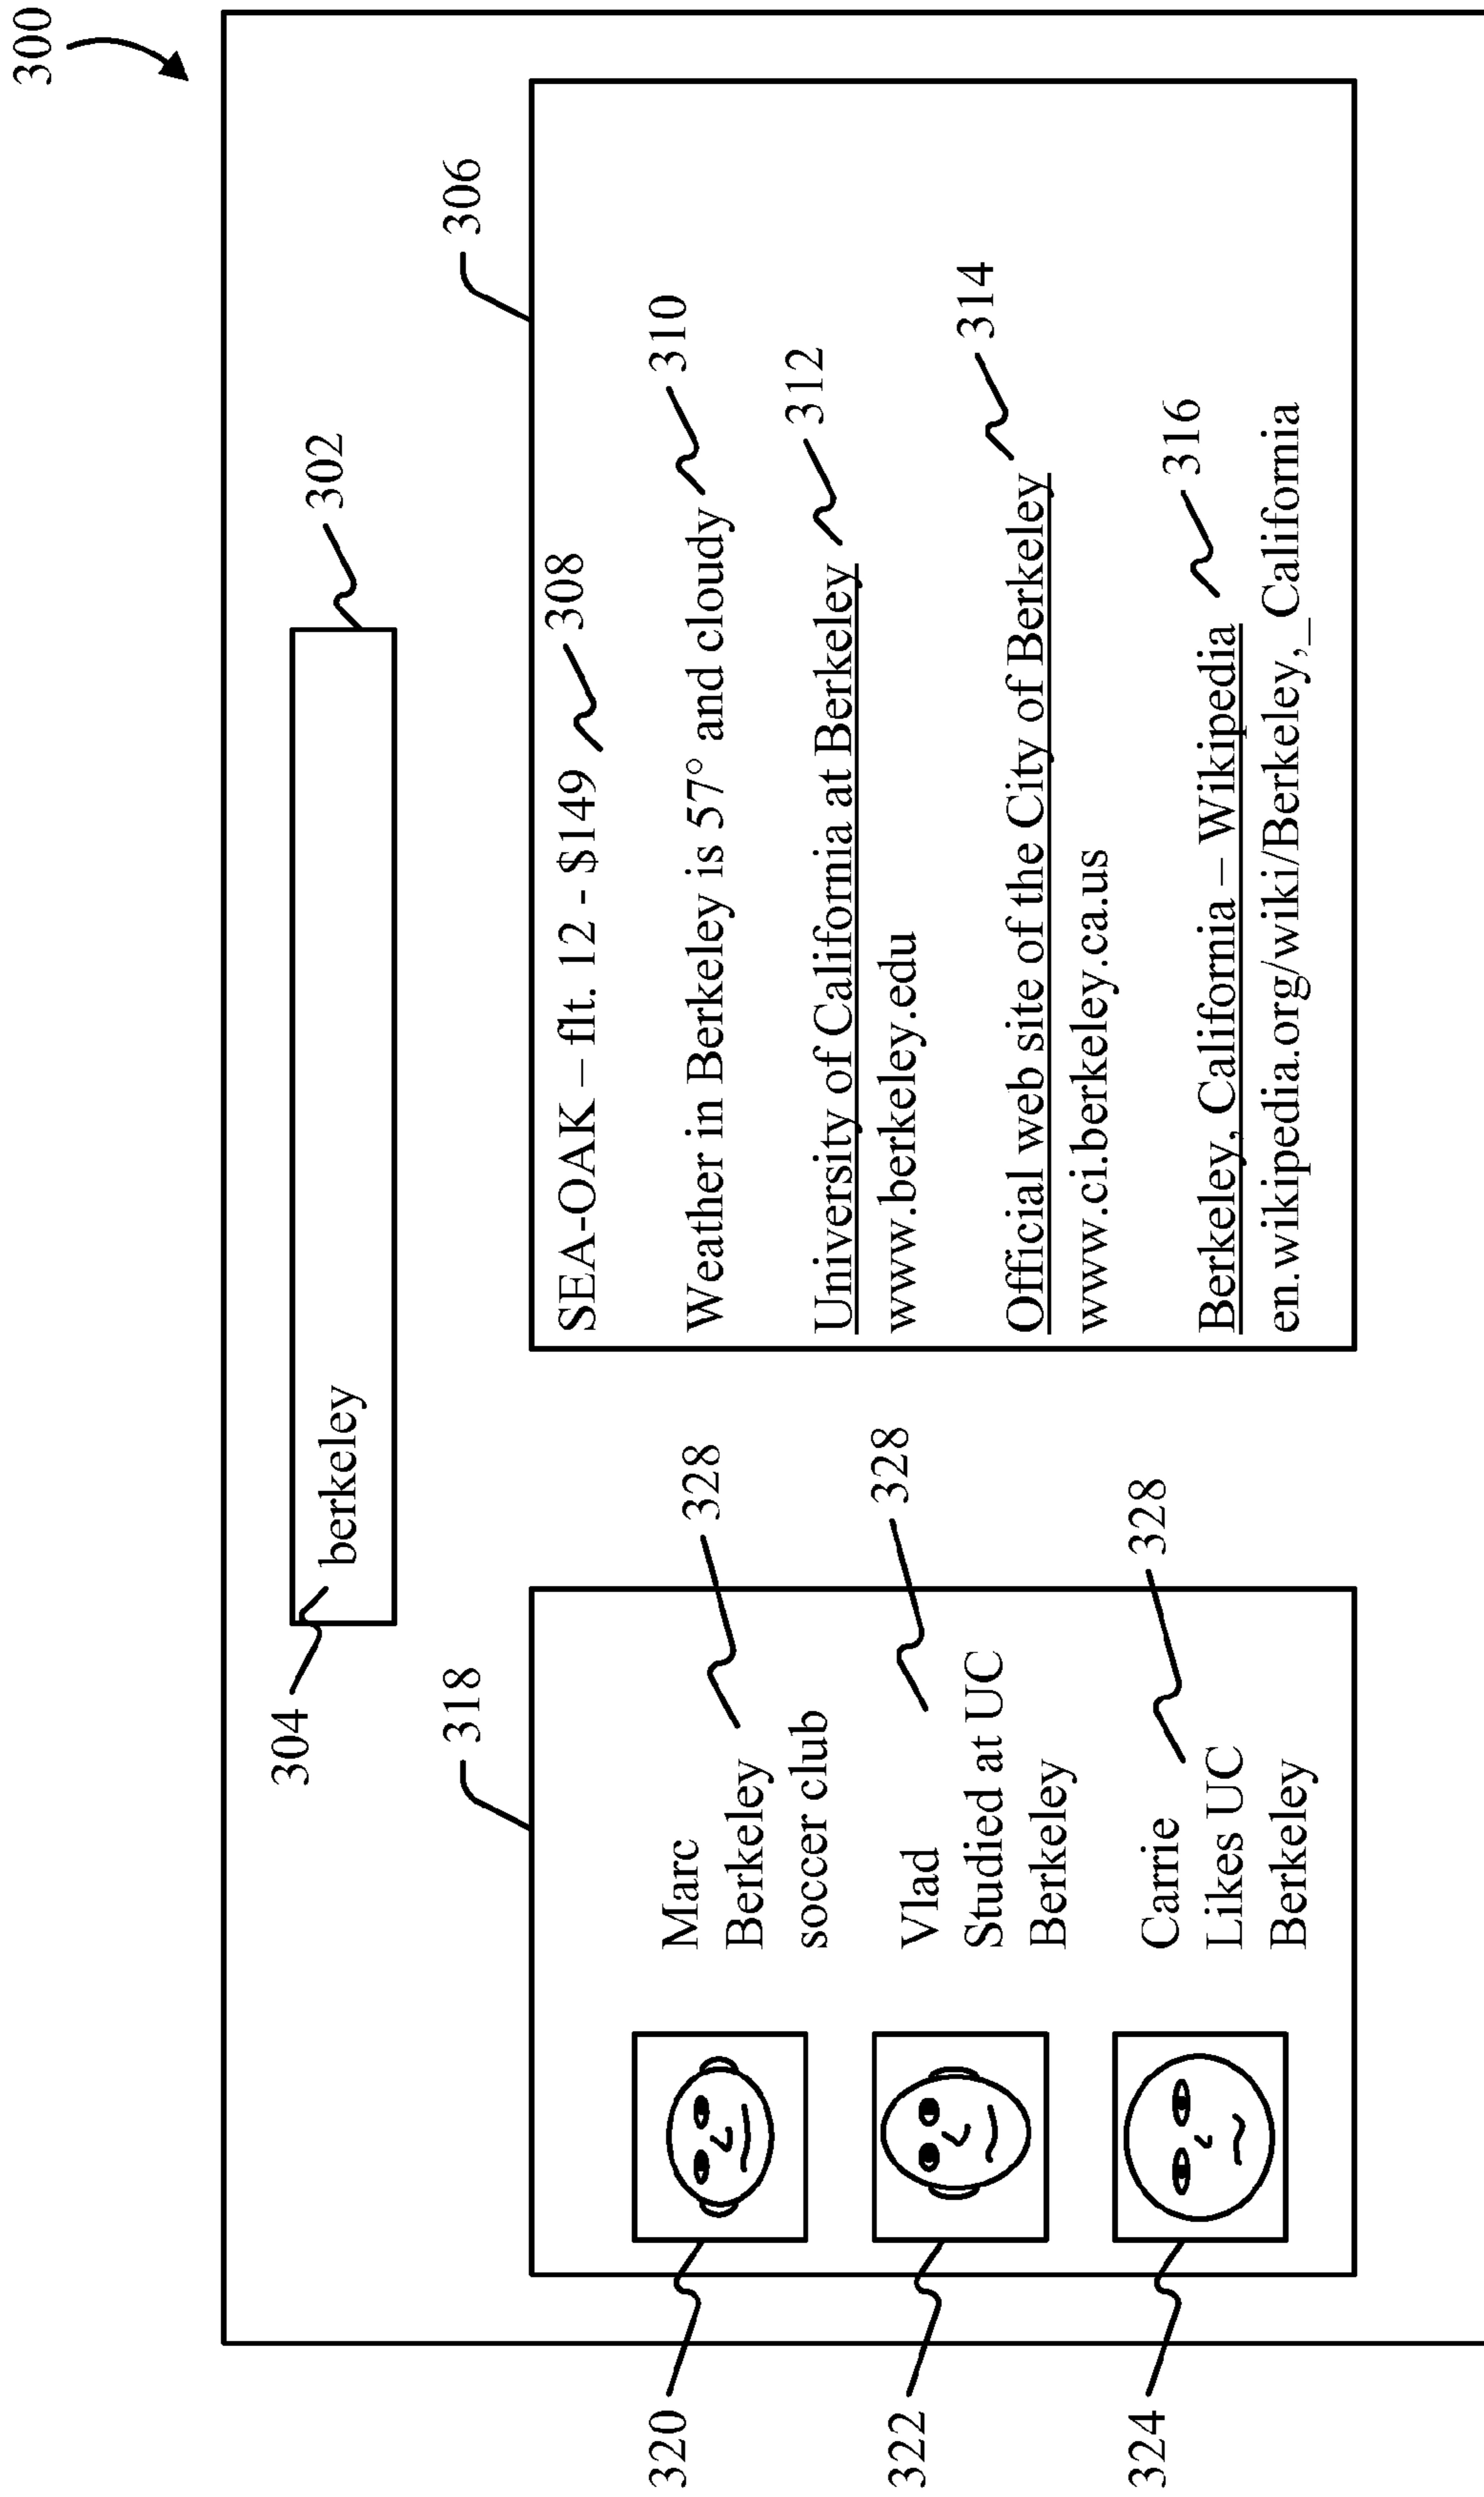 300
302
304
berkeley
306
318
SEA-OAK – flt. 12 - $149
308
Weather in Berkeley is 57° and cloudy
310
University of California at Berkeley
312
www.berkeley.edu
Official web site of the City of Berkeley
314
www.ci.berkeley.ca.us
Berkeley, California – Wikipedia
316
en.wikipedia.org/wiki/Berkeley,_California
320
Marc
Berkeley
soccer club
328
322
Vlad
Studied at UC
Berkeley
328
324
Carrie
Likes UC
Berkeley
328